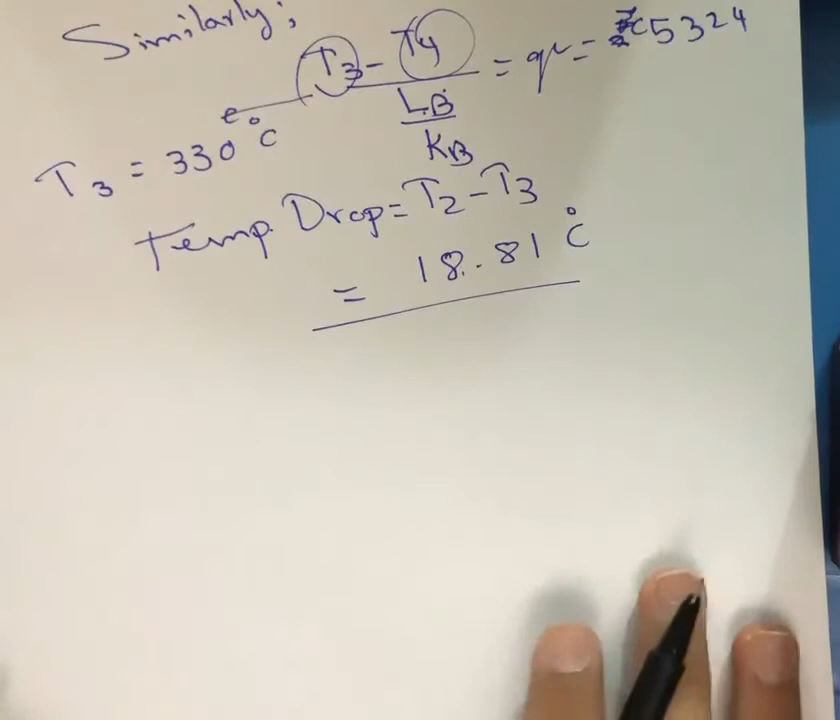 Similarly;
T3 - T4 / LB / KB = q = 5324
T3 = 330 °C
Temp. Drop = T2 - T3
= 18.81 °C